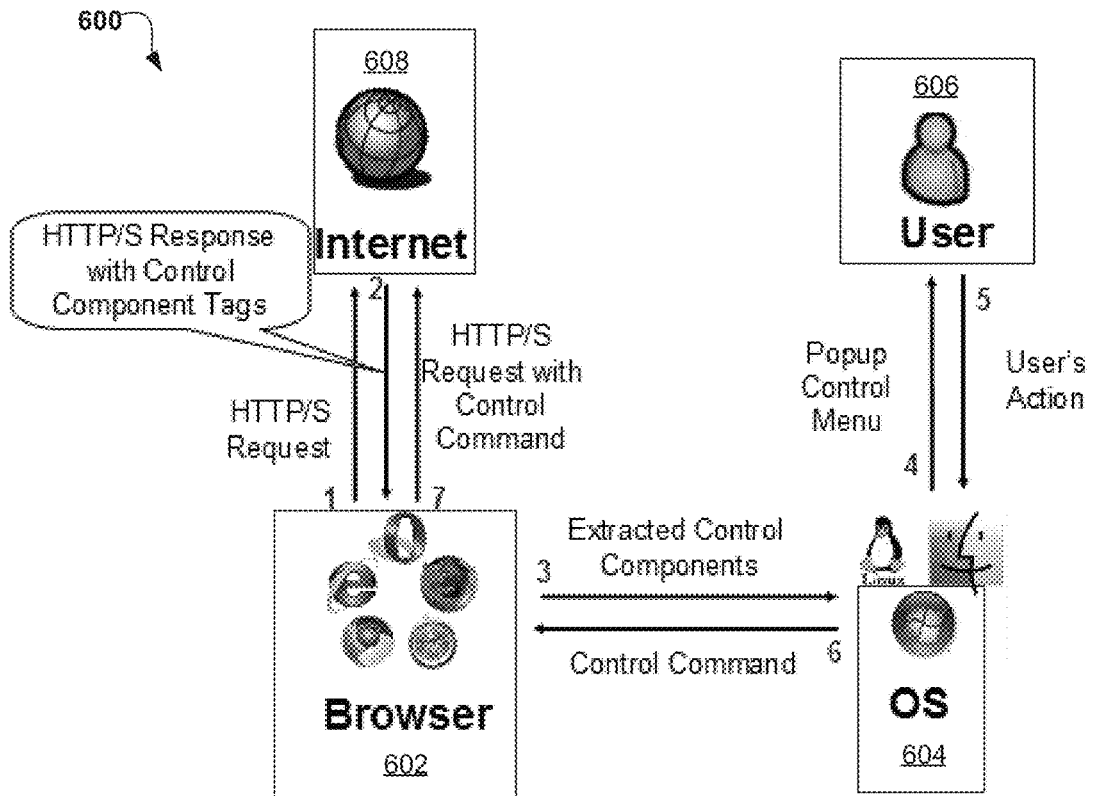 600
608
Internet
606
User
HTTP/S Response
with Control
Component Tags
2
5
HTTP/S
Request
HTTP/S
Request with
Control
Command
Popup
Control
Menu
User's
Action
4
1
7
Extracted Control
Components
3
Linux
Control Command
6
Browser
602
OS
604